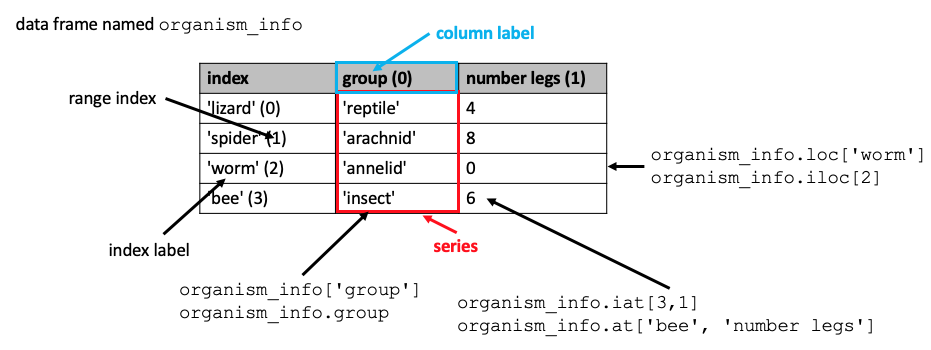 data frame named organism_info
column label
index group (0) number legs (1)
range index
'lizard' (0) 'reptile' 4
'spider' (1) 'arachnid' 8
'worm' (2) 'annelid' 0
'bee' (3) 'insect' 6
organism_info.loc['worm']
organism_info.iloc[2]
index label
series
organism_info['group']
organism_info.group
organism_info.iat[3,1]
organism_info.at['bee', 'number legs']